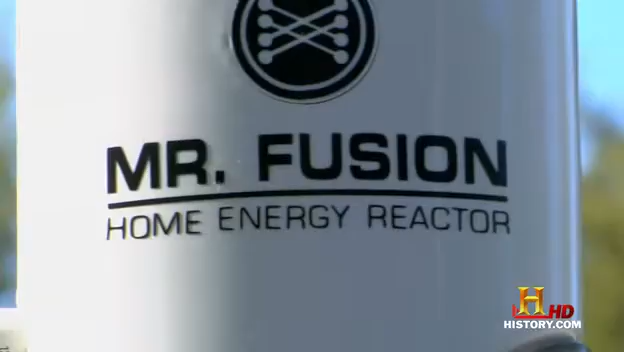 MR. FUSION
HOME ENERGY REACTOR
H HD
HISTORY.COM